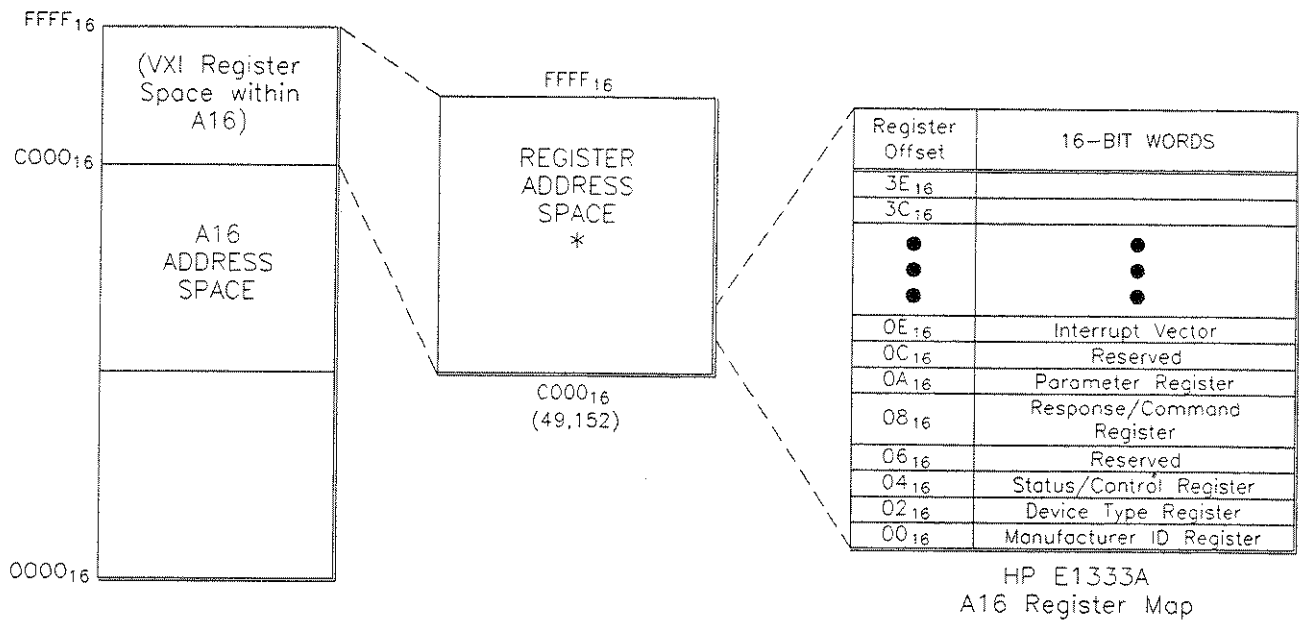 FFFF₁₆
(VXI Register
Space within
A16)
C000₁₆
A16
ADDRESS
SPACE
0000₁₆
FFFF₁₆
REGISTER
ADDRESS
SPACE
*
C000₁₆
(49,152)
Register
Offset
16-BIT WORDS
3E₁₆
3C₁₆
0E₁₆ Interrupt Vector
0C₁₆ Reserved
0A₁₆ Parameter Register
08₁₆ Response/Command
Register
06₁₆ Reserved
04₁₆ Status/Control Register
02₁₆ Device Type Register
00₁₆ Manufacturer ID Register
HP E1333A
A16 Register Map